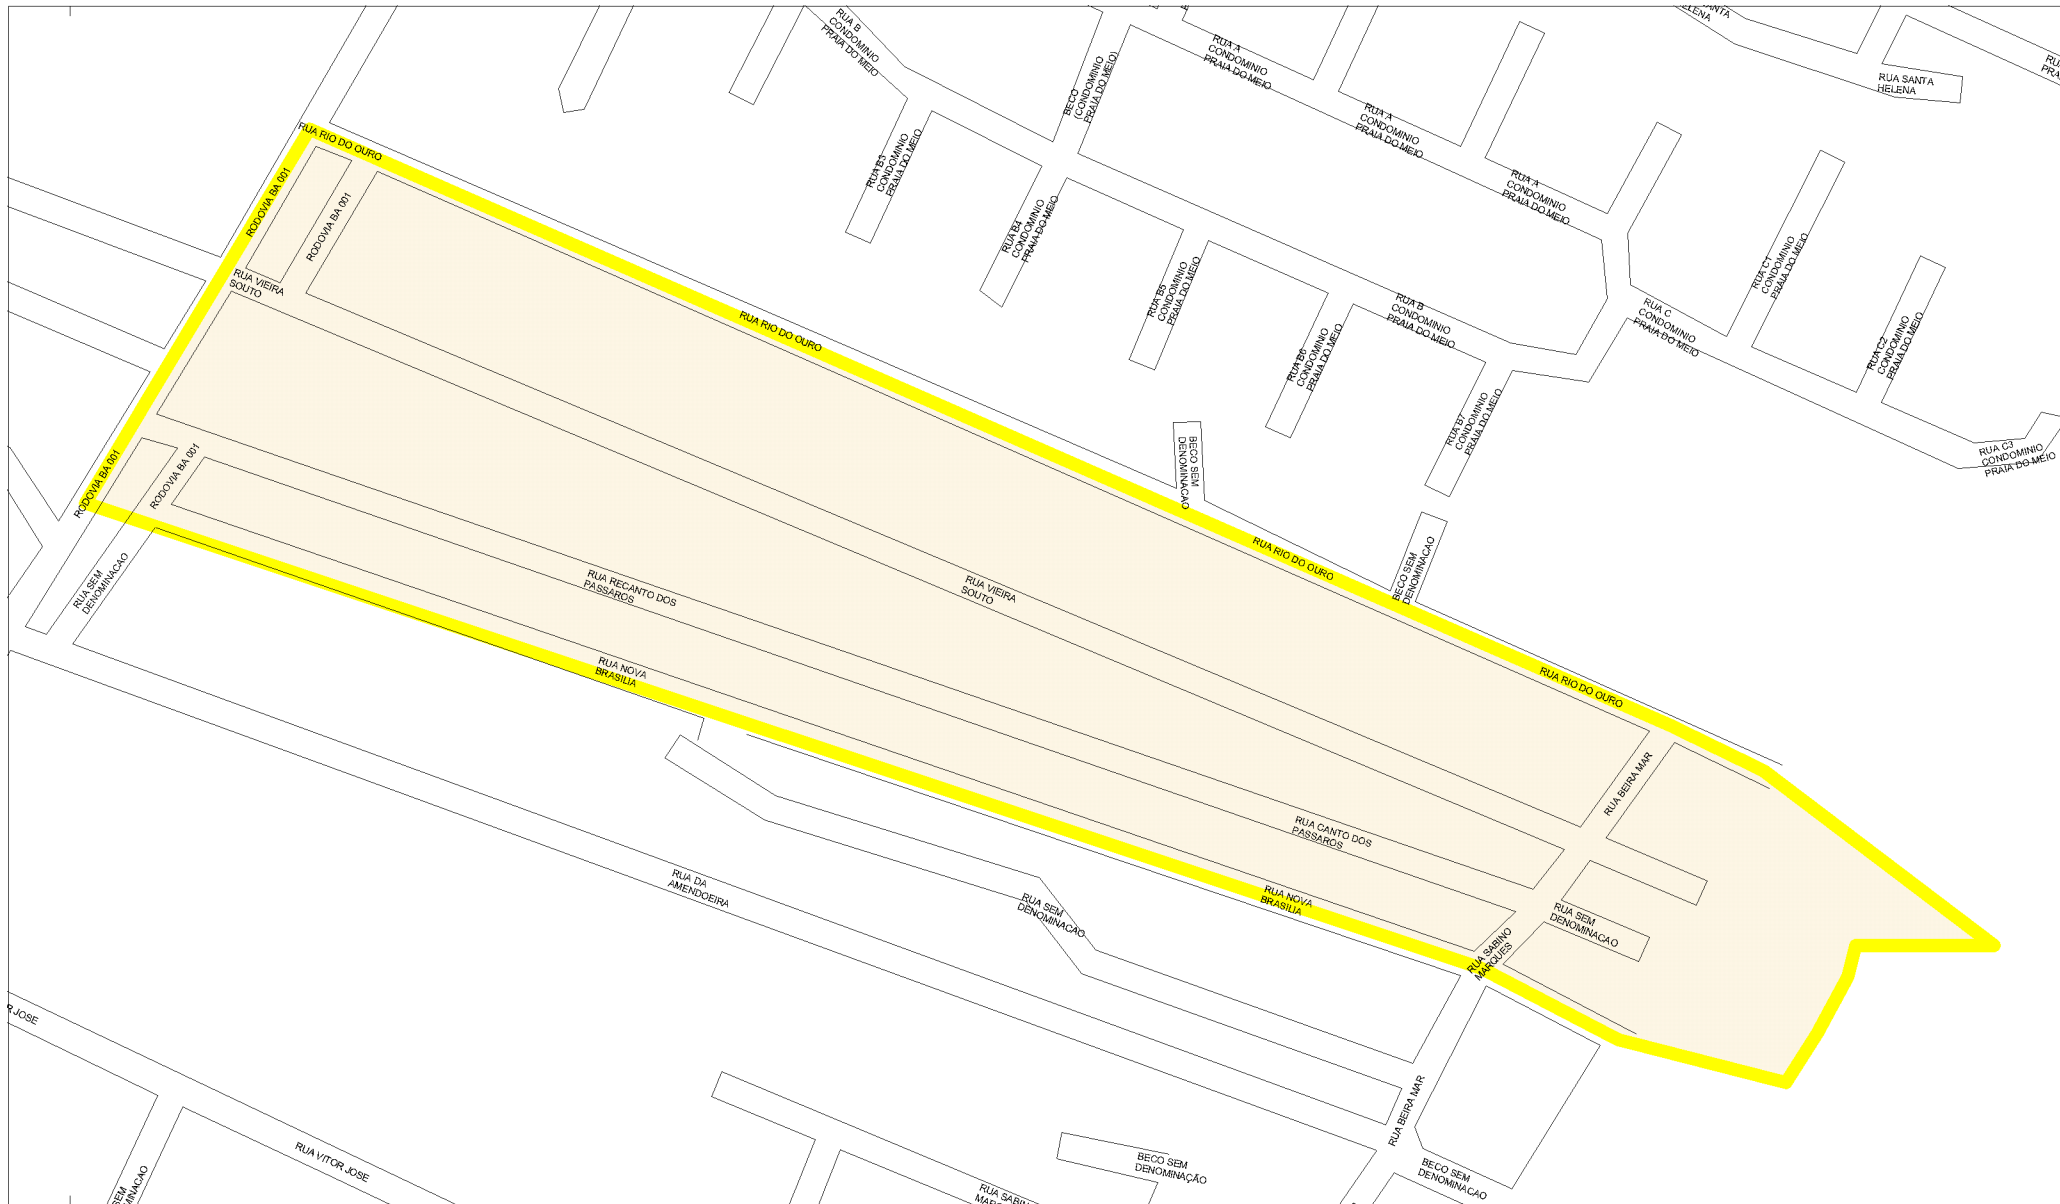 RUA B
CONDOMINIO
PRAIA DO MEIO
BECO
(CONDOMINIO
PRAIA DO MEIO)
RUA A
CONDOMINIO
PRAIA DO MEIO
RUA SANTA
HELENA
RUA A
CONDOMINIO
PRAIA DO MEIO
RUA RIO DO OURO
RUA B3
CONDOMINIO
PRAIA DO MEIO
RUA A
CONDOMINIO
PRAIA DO MEIO
RODOVIA BA 001
RODOVIA BA 001
RUA B4
CONDOMINIO
PRAIA DO MEIO
RUA C1
CONDOMINIO
PRAIA DO MEIO
RUA VIEIRA
SOUTO
RUA B5
CONDOMINIO
PRAIA DO MEIO
RUA B
CONDOMINIO
PRAIA DO MEIO
RUA C
CONDOMINIO
PRAIA DO MEIO
RUA RIO DO OURO
RUA B6
CONDOMINIO
PRAIA DO MEIO
RUA C2
CONDOMINIO
PRAIA DO MEIO
RUA B7
CONDOMINIO
PRAIA DO MEIO
RUA C3
CONDOMINIO
PRAIA DO MEIO
BECO SEM
DENOMINACAO
RODOVIA BA 001
RODOVIA BA 001
RUA RIO DO OURO
BECO SEM
DENOMINACAO
RUA SEM
DENOMINACAO
RUA RECANTO DOS
PASSAROS
RUA VIEIRA
SOUTO
RUA NOVA
BRASILIA
RUA RIO DO OURO
RUA BEIRA MAR
RUA CANTO DOS
PASSAROS
RUA DA
AMENDOEIRA
RUA NOVA
BRASILIA
RUA SEM
DENOMINACAO
RUA SEM
DENOMINACAO
RUA SABINO
MARQUES
R JOSE
RUA BEIRA MAR
RUA VITOR JOSE
BECO SEM
DENOMINAÇÃO
BECO SEM
DENOMINACAO
RUA SABIN
MAR